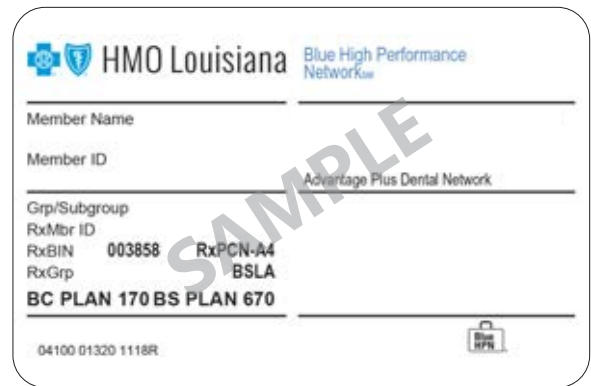 HMO Louisiana
Blue High Performance
Network℠
Member Name
Member ID
Advantage Plus Dental Network
SAMPLE
Grp/Subgroup
RxMbr ID
RxBIN 003858 RxPCN-A4
RxGrp BSLA
BC PLAN 170 BS PLAN 670
04100 01320 1118R
Blue
HPN